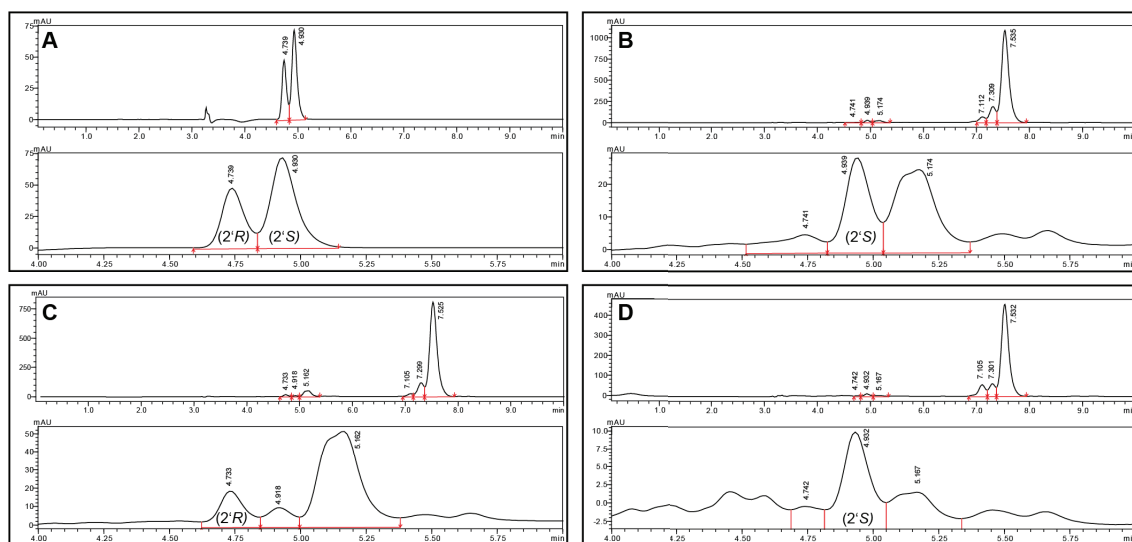 A
mAU
75
50
25
0
4.739
4.930
1.0 2.0 3.0 4.0 5.0 6.0 7.0 8.0 9.0 min
mAU
75
50
25
0
4.739
4.930
(2'R)
(2'S)
4.00 4.25 4.50 4.75 5.00 5.25 5.50 5.75 min
B
mAU
1000
750
500
250
0
4.741
4.939
5.174
7.112
7.309
7.535
1.0 2.0 3.0 4.0 5.0 6.0 7.0 8.0 9.0 min
mAU
20
10
0
4.741
4.939
5.174
(2'S)
4.00 4.25 4.50 4.75 5.00 5.25 5.50 5.75 min
C
mAU
750
500
250
0
4.733
4.918
5.162
7.105
7.299
7.525
1.0 2.0 3.0 4.0 5.0 6.0 7.0 8.0 9.0 min
mAU
50
40
30
20
10
0
4.733
4.918
5.162
(2'R)
4.00 4.25 4.50 4.75 5.00 5.25 5.50 5.75 min
D
mAU
400
300
200
100
0
4.742
4.932
5.167
7.105
7.301
7.532
1.0 2.0 3.0 4.0 5.0 6.0 7.0 8.0 9.0 min
mAU
10.0
7.5
5.0
2.5
0.0
-2.5
4.742
4.932
5.167
(2'S)
4.00 4.25 4.50 4.75 5.00 5.25 5.50 5.75 min